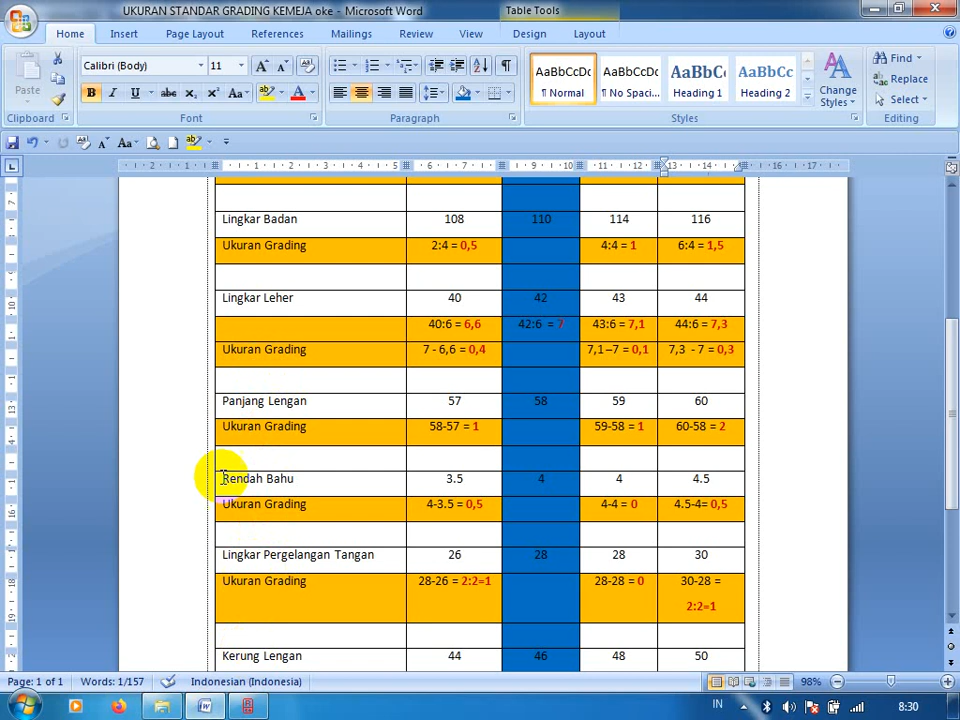 UKURAN STANDAR GRADING KEMEJA oke - Microsoft Word
Table Tools
Home Insert Page Layout References Mailings Review View Design Layout
Paste
Calibri (Body) 11
AaBbCcDc AaBbCcDc AaBbCc AaBbCc
¶ Normal ¶ No Spaci... Heading 1 Heading 2
Change Styles
Find
Replace
Select
Clipboard Font Paragraph Styles Editing
Lingkar Badan 108 110 114 116
Ukuran Grading 2:4 = 0,5 4:4 = 1 6:4 = 1,5
Lingkar Leher 40 42 43 44
40:6 = 6,6 42:6 = 7 43:6 = 7,1 44:6 = 7,3
Ukuran Grading 7 - 6,6 = 0,4 7,1–7 = 0,1 7,3 - 7 = 0,3
Panjang Lengan 57 58 59 60
Ukuran Grading 58-57 = 1 59-58 = 1 60-58 = 2
Rendah Bahu 3.5 4 4 4.5
Ukuran Grading 4-3.5 = 0,5 4-4 = 0 4.5-4= 0,5
Lingkar Pergelangan Tangan 26 28 28 30
Ukuran Grading 28-26 = 2:2=1 28-28 = 0 30-28 =
2:2=1
Kerung Lengan 44 46 48 50
Page: 1 of 1 Words: 1/157 Indonesian (Indonesia) 98%
IN 8:30